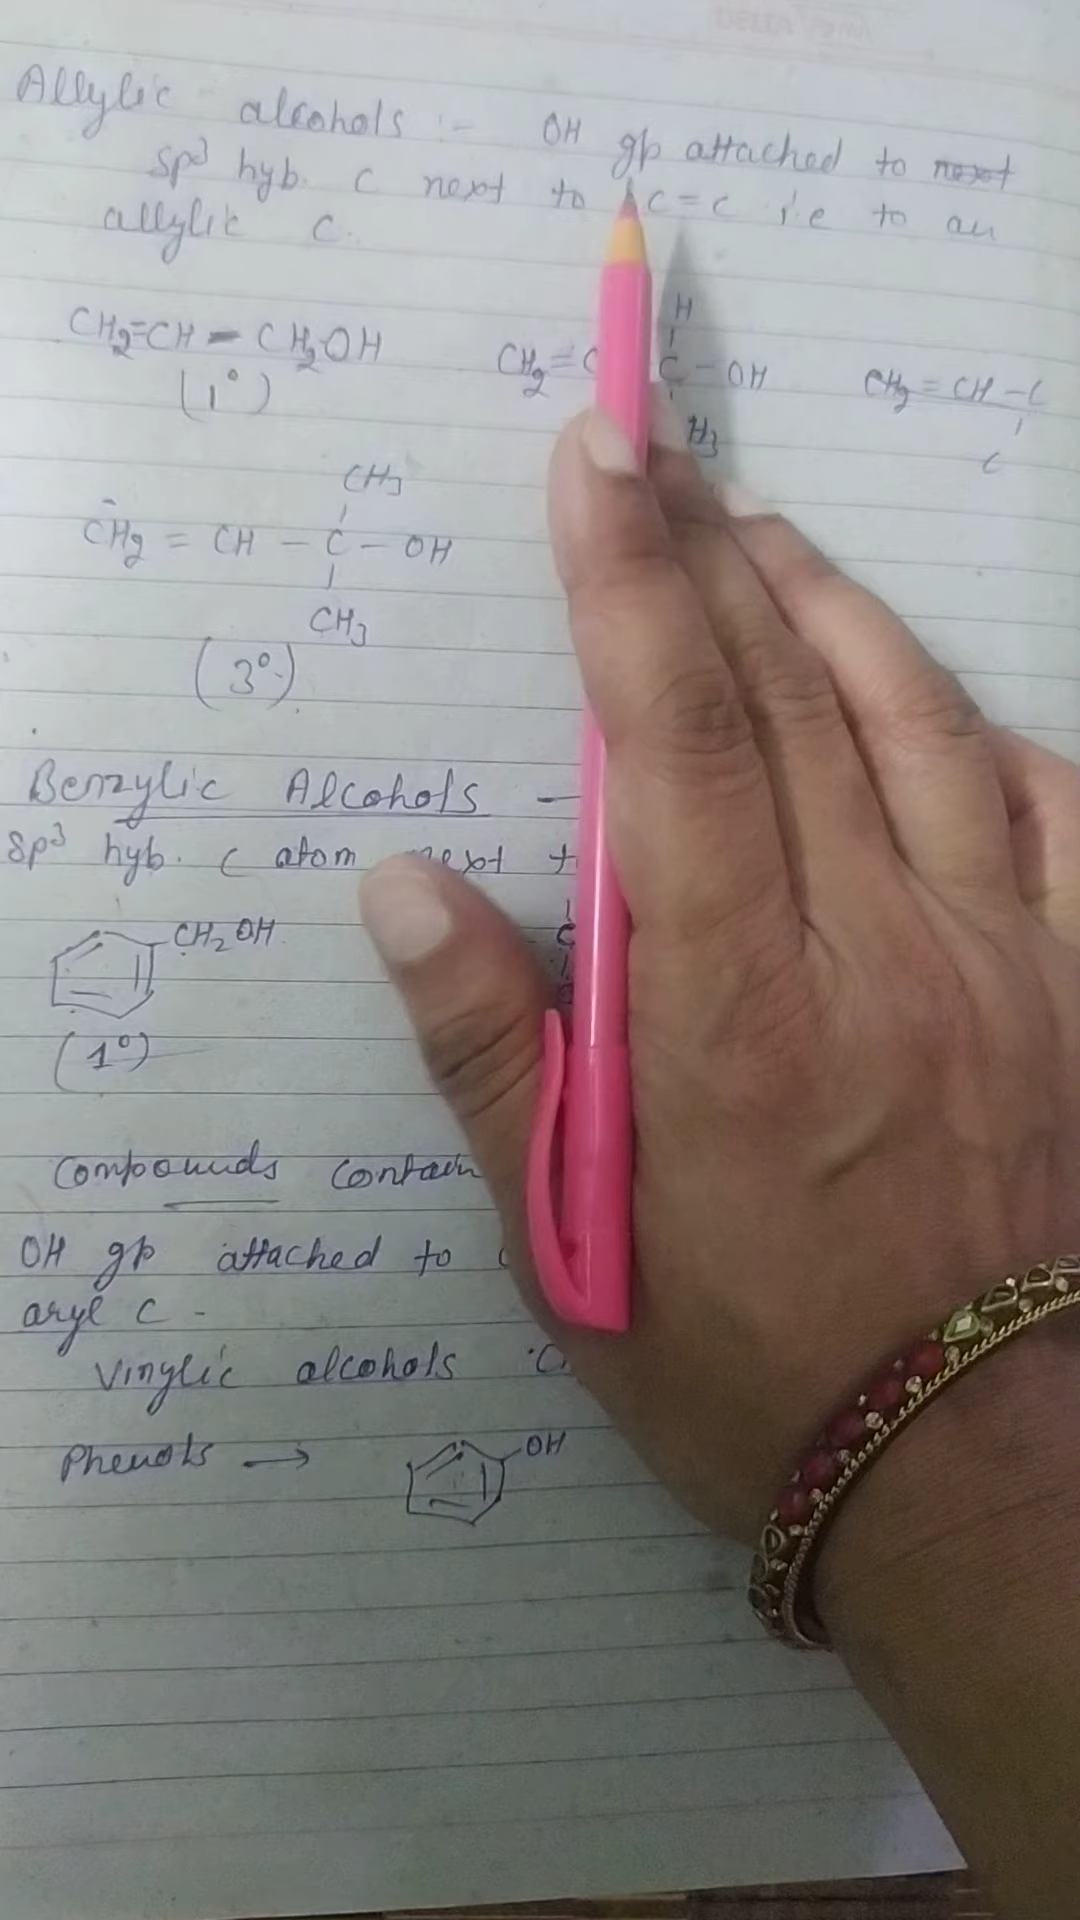 Allylic alcohols :- OH gp attached to next
sp³ hyb. C next to C=C i.e to an
allylic C.
CH₂=CH-CH₂OH
(1°)
CH₂=C
H
C-OH
H₃
CH₂=CH-C
C
CH₃
CH₂ = CH - C - OH
CH₃
(3°)
Benzylic Alcohols -
Sp³ hyb. C atom next
CH₂OH
(1°)
C
Compounds contain
OH gp attached to
aryl C -
Vinylic alcohols
Phenols → OH